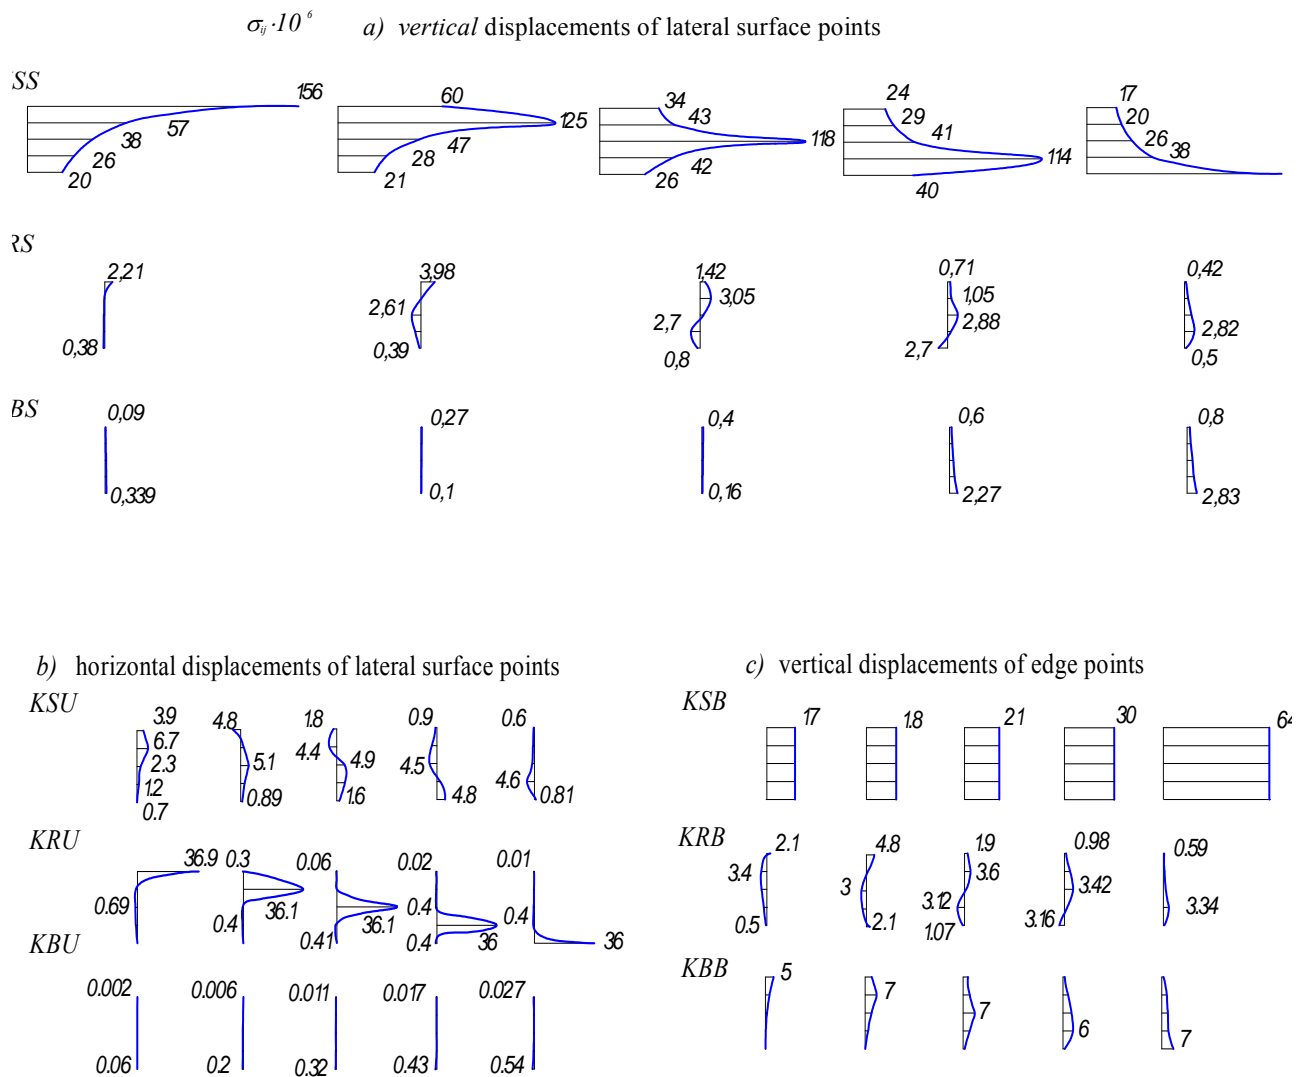 σij·10⁶ a) vertical displacements of lateral surface points
SS
156 60 125 34 43 118 24 29 41 114 17 20 26 38
57 38 26 20
47 28 21
42 26
40
RS
2,21 3,98 1,42 3,05 0,71 1,05 0,42
2,61 2,7 2,88 2,82
0,38 0,39 0,8 2,7 0,5
BS
0,09 0,27 0,4 0,6 0,8
0,339 0,1 0,16 2,27 2,83
b) horizontal displacements of lateral surface points
KSU
3.9 4.8 1.8 0.9 0.6
6.7 4.4
2.3 5.1 4.9 4.5 4.6
1.2 0.89 1.6 4.8 0.81
0.7
KRU
36.9 0.3 0.06 0.02 0.01
0.69 36.1 36.1 0.4 0.4
0.4 0.41 0.4 36 36
KBU
0.002 0.006 0.011 0.017 0.027
0.06 0.2 0.32 0.43 0.54
c) vertical displacements of edge points
KSB
17 1.8 21 30 64
KRB
2.1 4.8 1.9 0.98 0.59
3.4 3 3.6 3.42
3.12 3.34
0.5 2.1 1.07 3.16
KBB
5 7 7 6 7